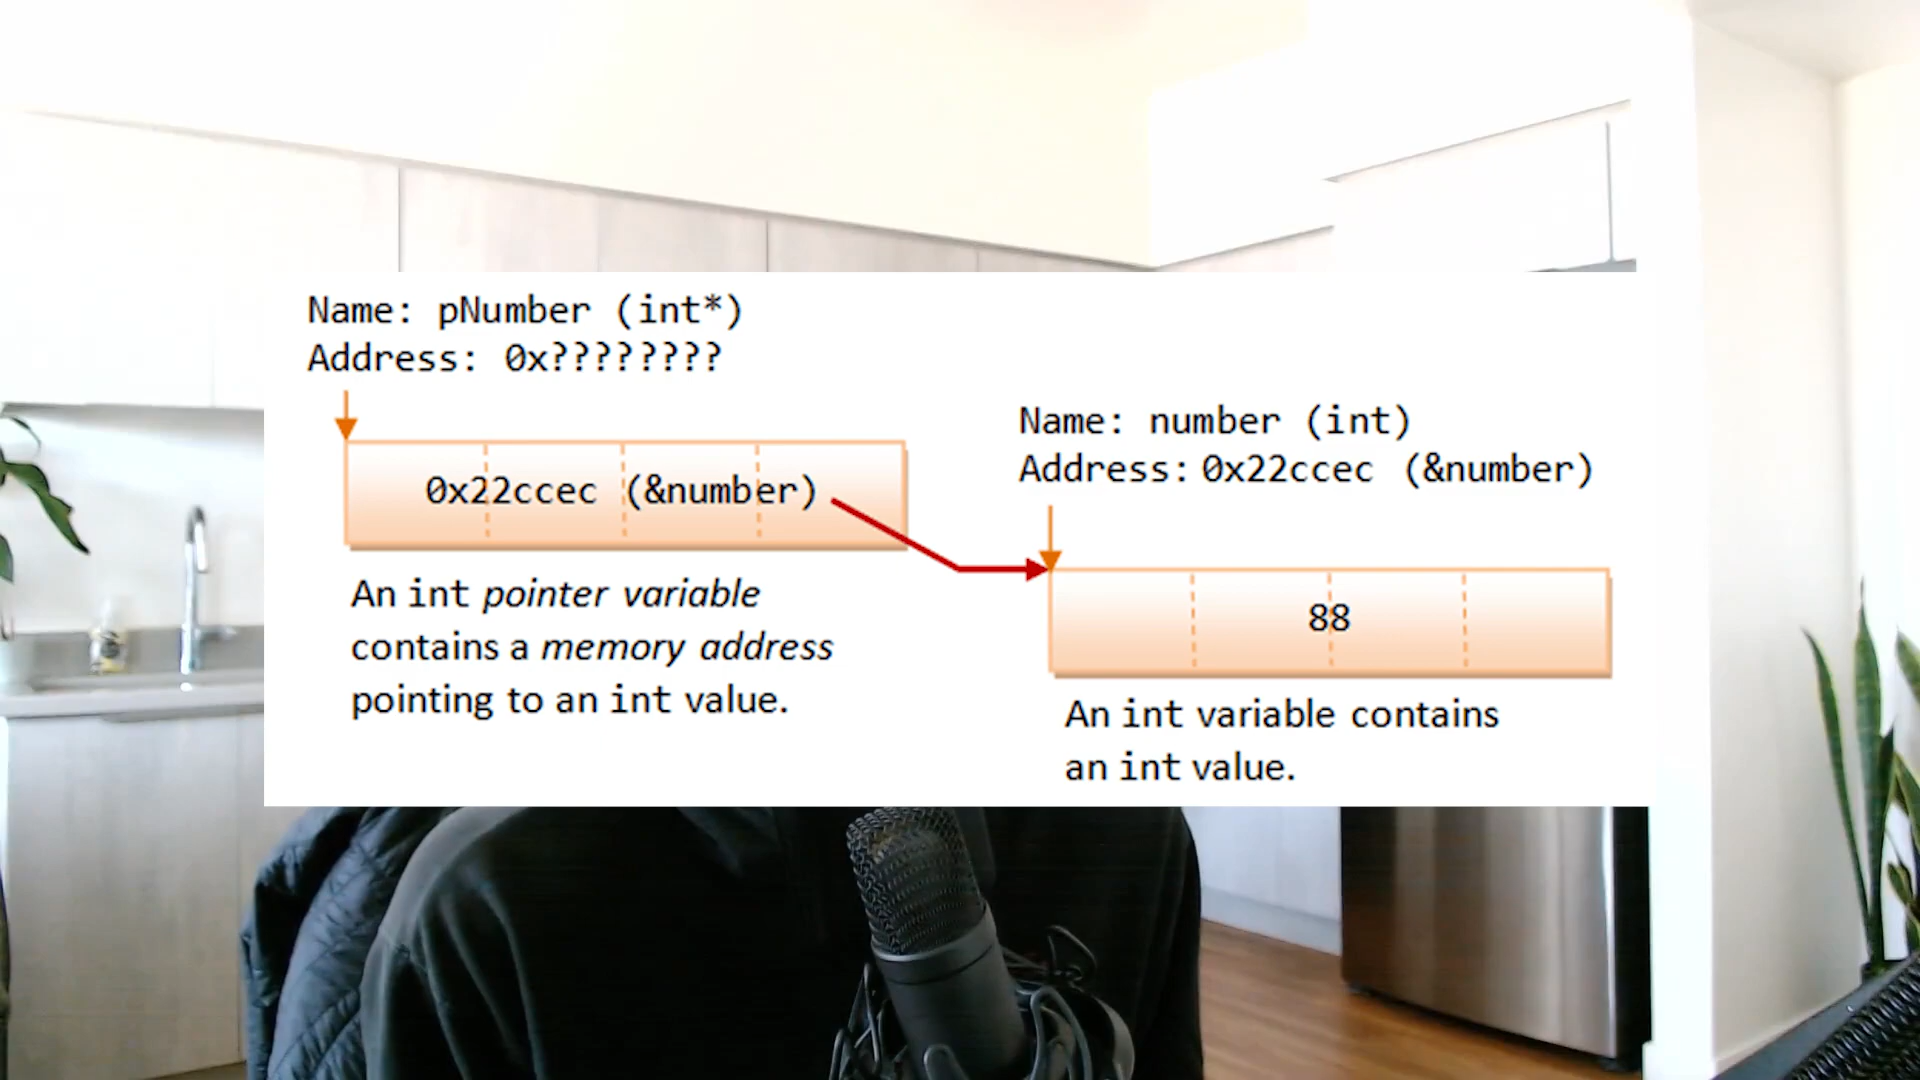 Name: pNumber (int*)
Address: 0x????????
0x22ccec (&number)
An int pointer variable
contains a memory address
pointing to an int value.
Name: number (int)
Address: 0x22ccec (&number)
88
An int variable contains
an int value.